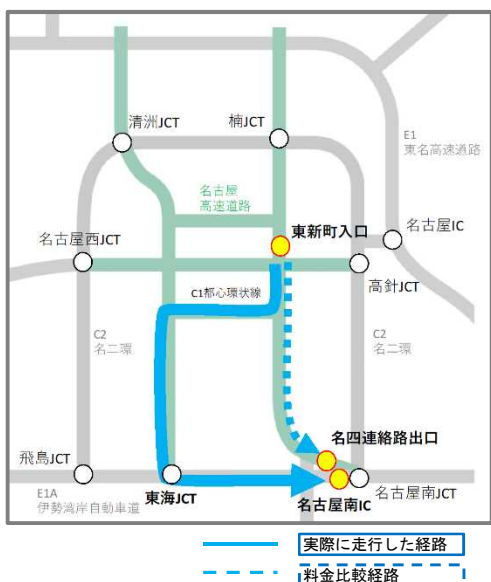 清洲JCT
楠JCT
E1
東名高速道路
名古屋
高速道路
東新町入口
名古屋IC
名古屋西JCT
高針JCT
C1都心環状線
C2
名二環
C2
名二環
名四連絡路出口
飛島JCT
東海JCT
名古屋南IC
名古屋南JCT
E1A
伊勢湾岸自動車道
実際に走行した経路
料金比較経路